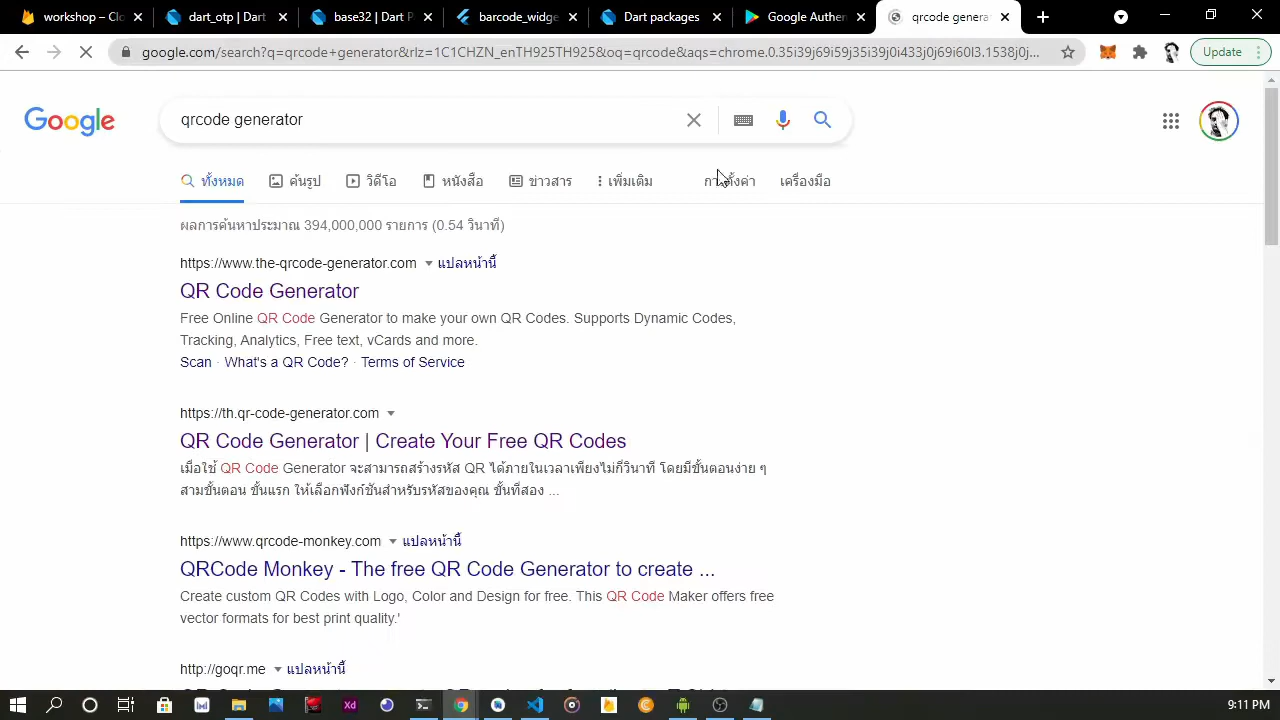 workshop – Clo
dart_otp | Dart
base32 | Dart P
barcode_widge
Dart packages
Google Authen
qrcode genera
google.com/search?q=qrcode+generator&rlz=1C1CHZN_enTH925TH925&oq=qrcode&aqs=chrome.0.35i39j69i59j35i39j0i433j0j69i60l3.1538j0j...
Update
Google
qrcode generator
ทั้งหมด
ค้นรูป
วิดีโอ
หนังสือ
ข่าวสาร
เพิ่มเติม
เครื่องมือ
ผลการค้นหาประมาณ 394,000,000 รายการ (0.54 วินาที)
https://www.the-qrcode-generator.com แปลหน้านี้
QR Code Generator
Free Online QR Code Generator to make your own QR Codes. Supports Dynamic Codes,
Tracking, Analytics, Free text, vCards and more.
Scan · What's a QR Code? · Terms of Service
https://th.qr-code-generator.com
QR Code Generator | Create Your Free QR Codes
เมื่อใช้ QR Code Generator จะสามารถสร้างรหัส QR ได้ภายในเวลาเพียงไม่กี่วินาที โดยมีขั้นตอนง่าย ๆ
สามขั้นตอน ขั้นแรก ให้เลือกฟังก์ชันสำหรับรหัสของคุณ ขั้นที่สอง ...
https://www.qrcode-monkey.com แปลหน้านี้
QRCode Monkey - The free QR Code Generator to create ...
Create custom QR Codes with Logo, Color and Design for free. This QR Code Maker offers free
vector formats for best print quality.'
http://goqr.me แปลหน้านี้
Xd
9:11 PM